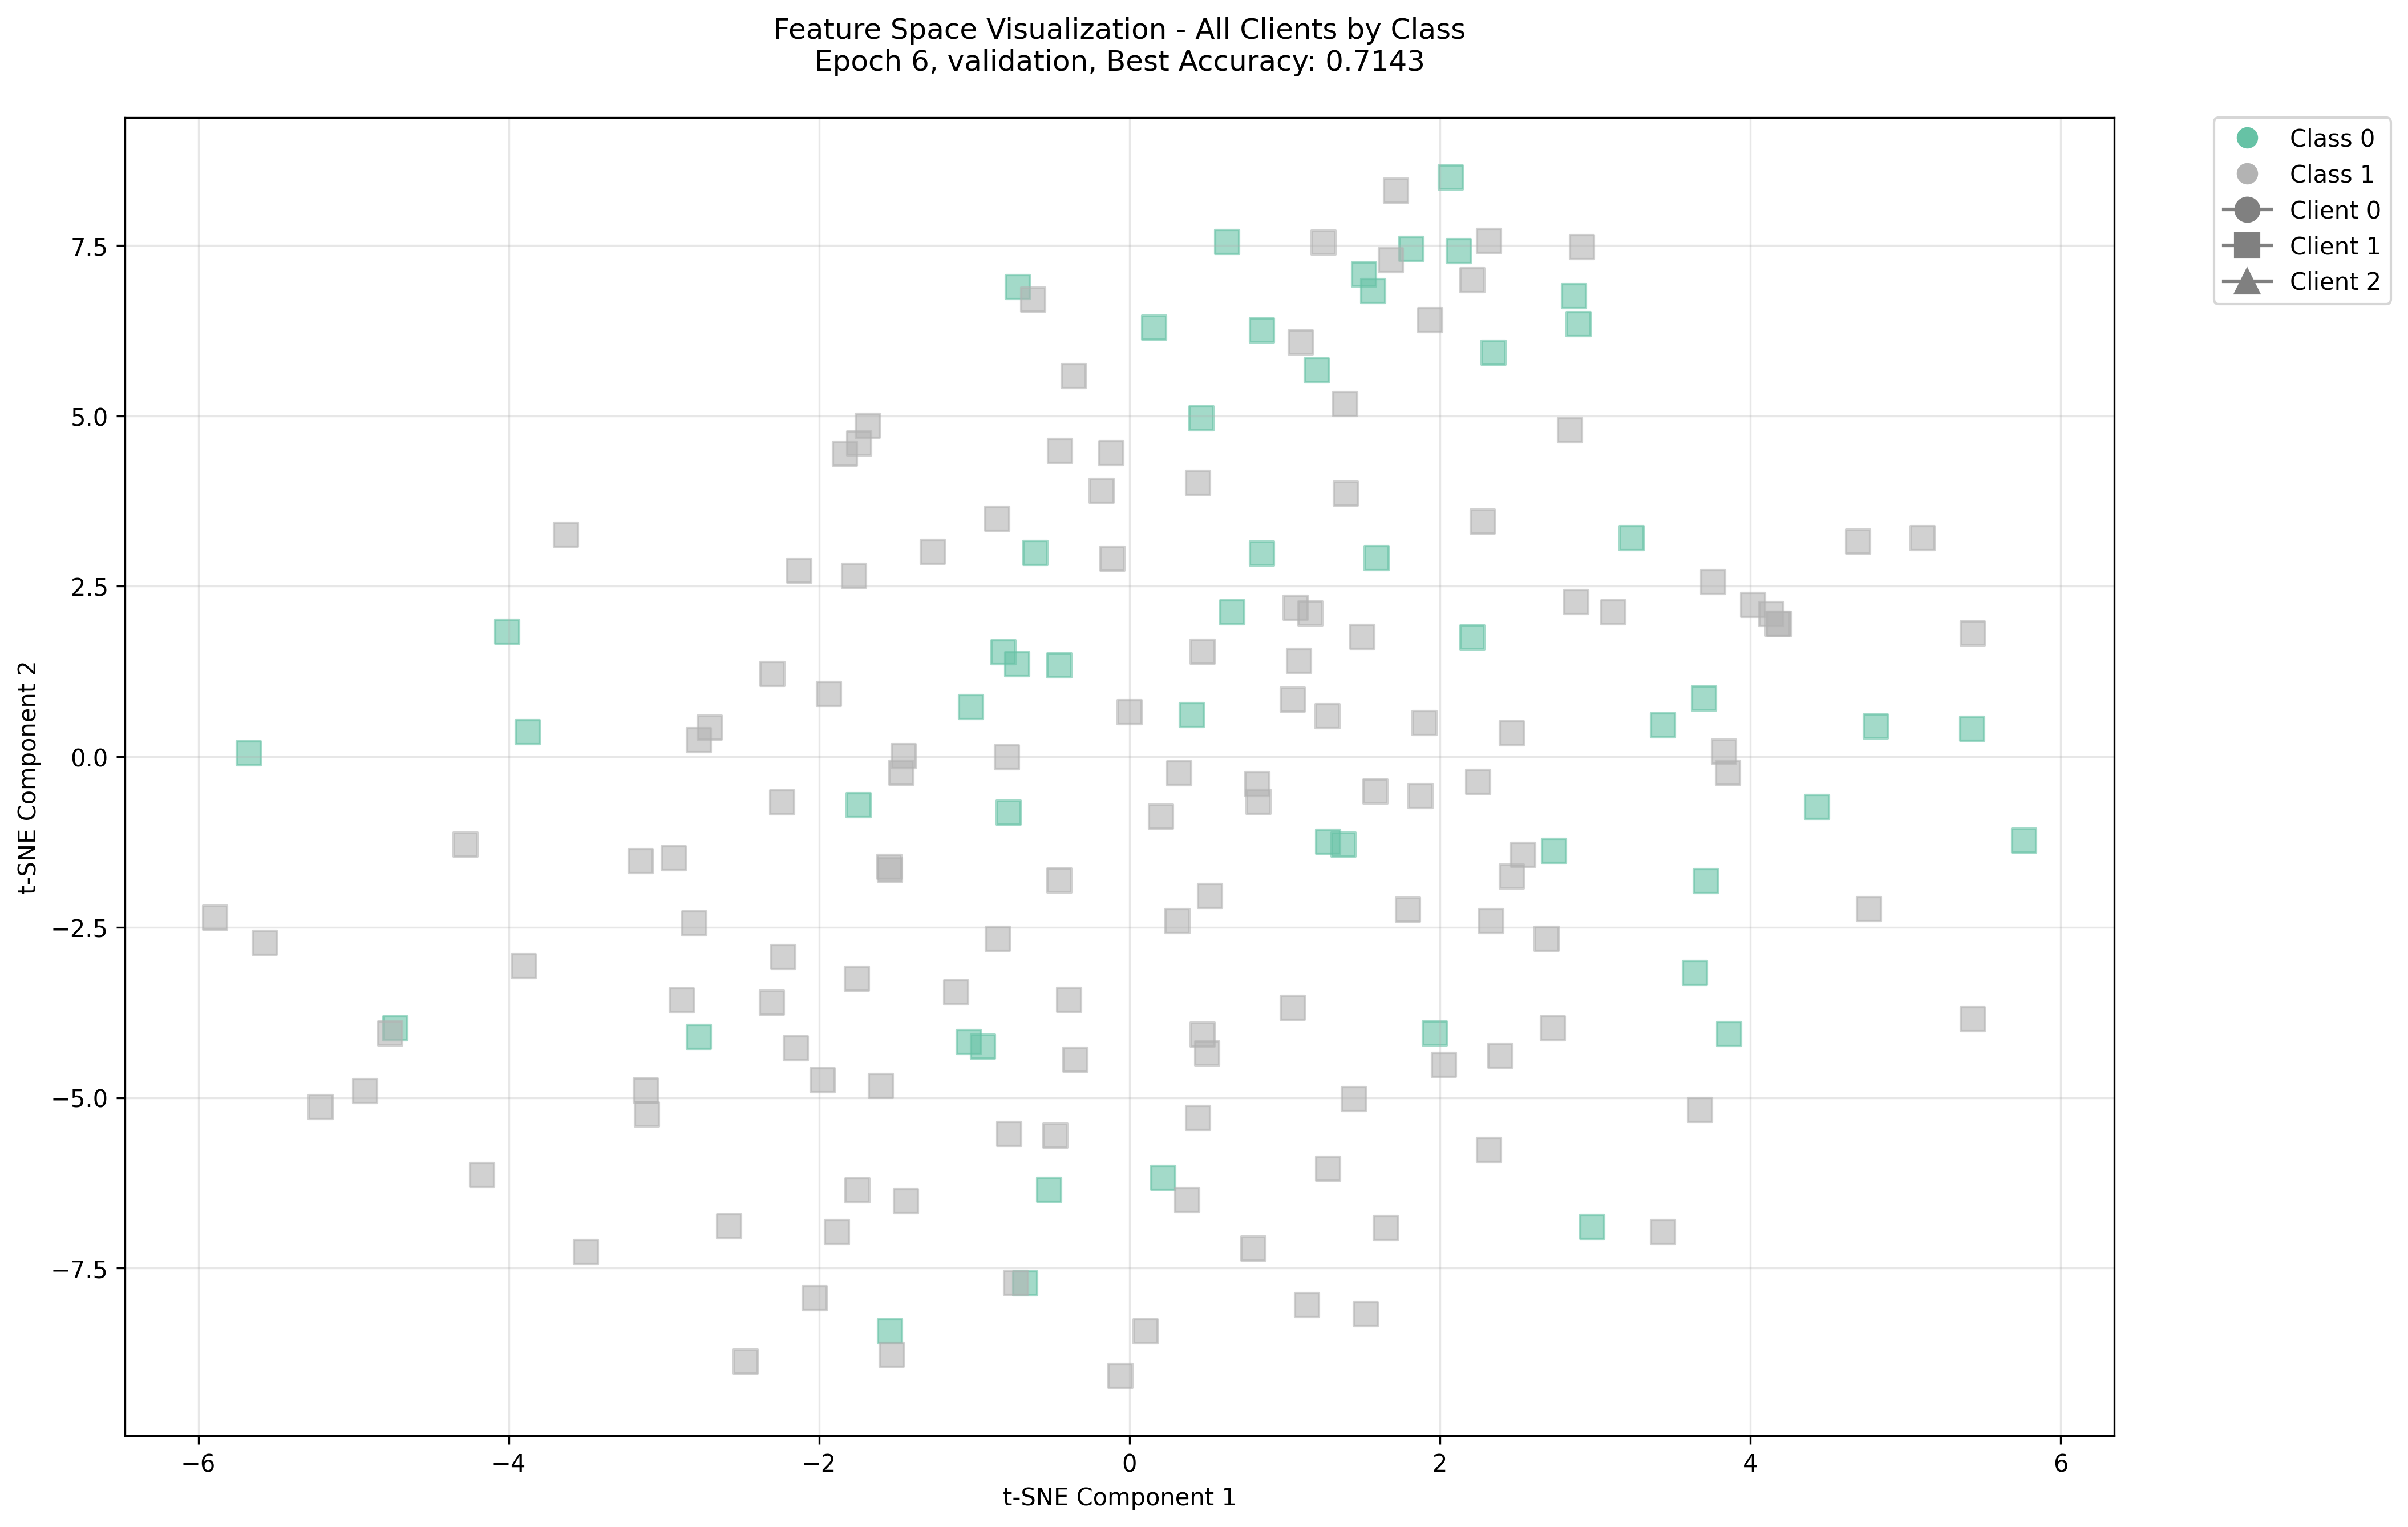 Feature Space Visualization - All Clients by Class
Epoch 6, validation, Best Accuracy: 0.7143
Class 0
Class 1
Client 0
Client 1
Client 2
7.5
5.0
2.5
0.0
−2.5
−5.0
−7.5
t-SNE Component 2
−6
−4
−2
0
2
4
6
t-SNE Component 1